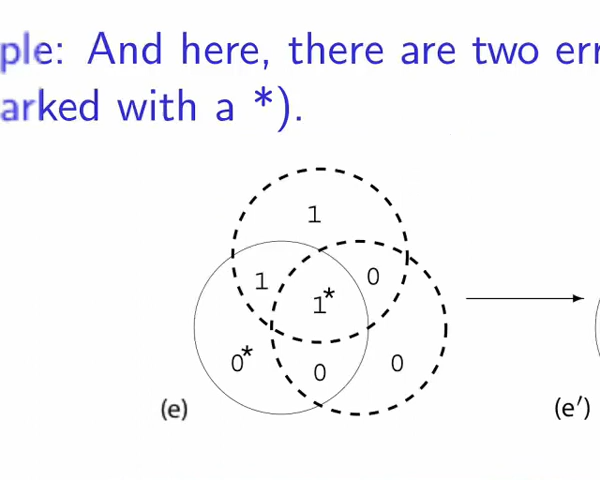 ple: And here, there are two err
arked with a *).
1
1 0
1*
0* 0 0
(e) (e′)